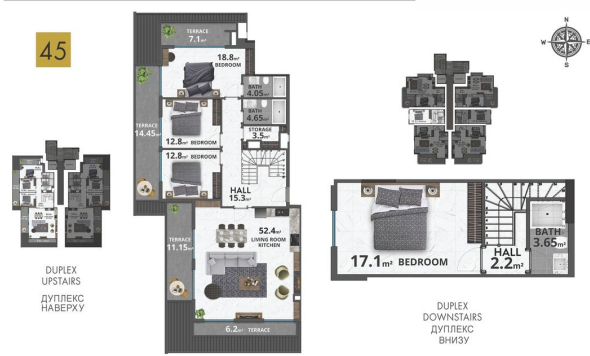 45
TERRACE
7.1m²
18.8m²
BEDROOM
BATH
4.05m²
BATH
4.65m²
TERRACE
14.45m²
12.8m² BEDROOM
STORAGE
3.5m²
12.8m² BEDROOM
HALL
15.3m²
TERRACE
11.15m²
52.4m²
LIVING ROOM
KITCHEN
6.2m² TERRACE
DUPLEX
UPSTAIRS
ДУПЛЕКС
НАВЕРХУ
N
W E
S
17.1m² BEDROOM
HALL
2.2m²
BATH
3.65m²
DUPLEX
DOWNSTAIRS
ДУПЛЕКС
ВНИЗУ